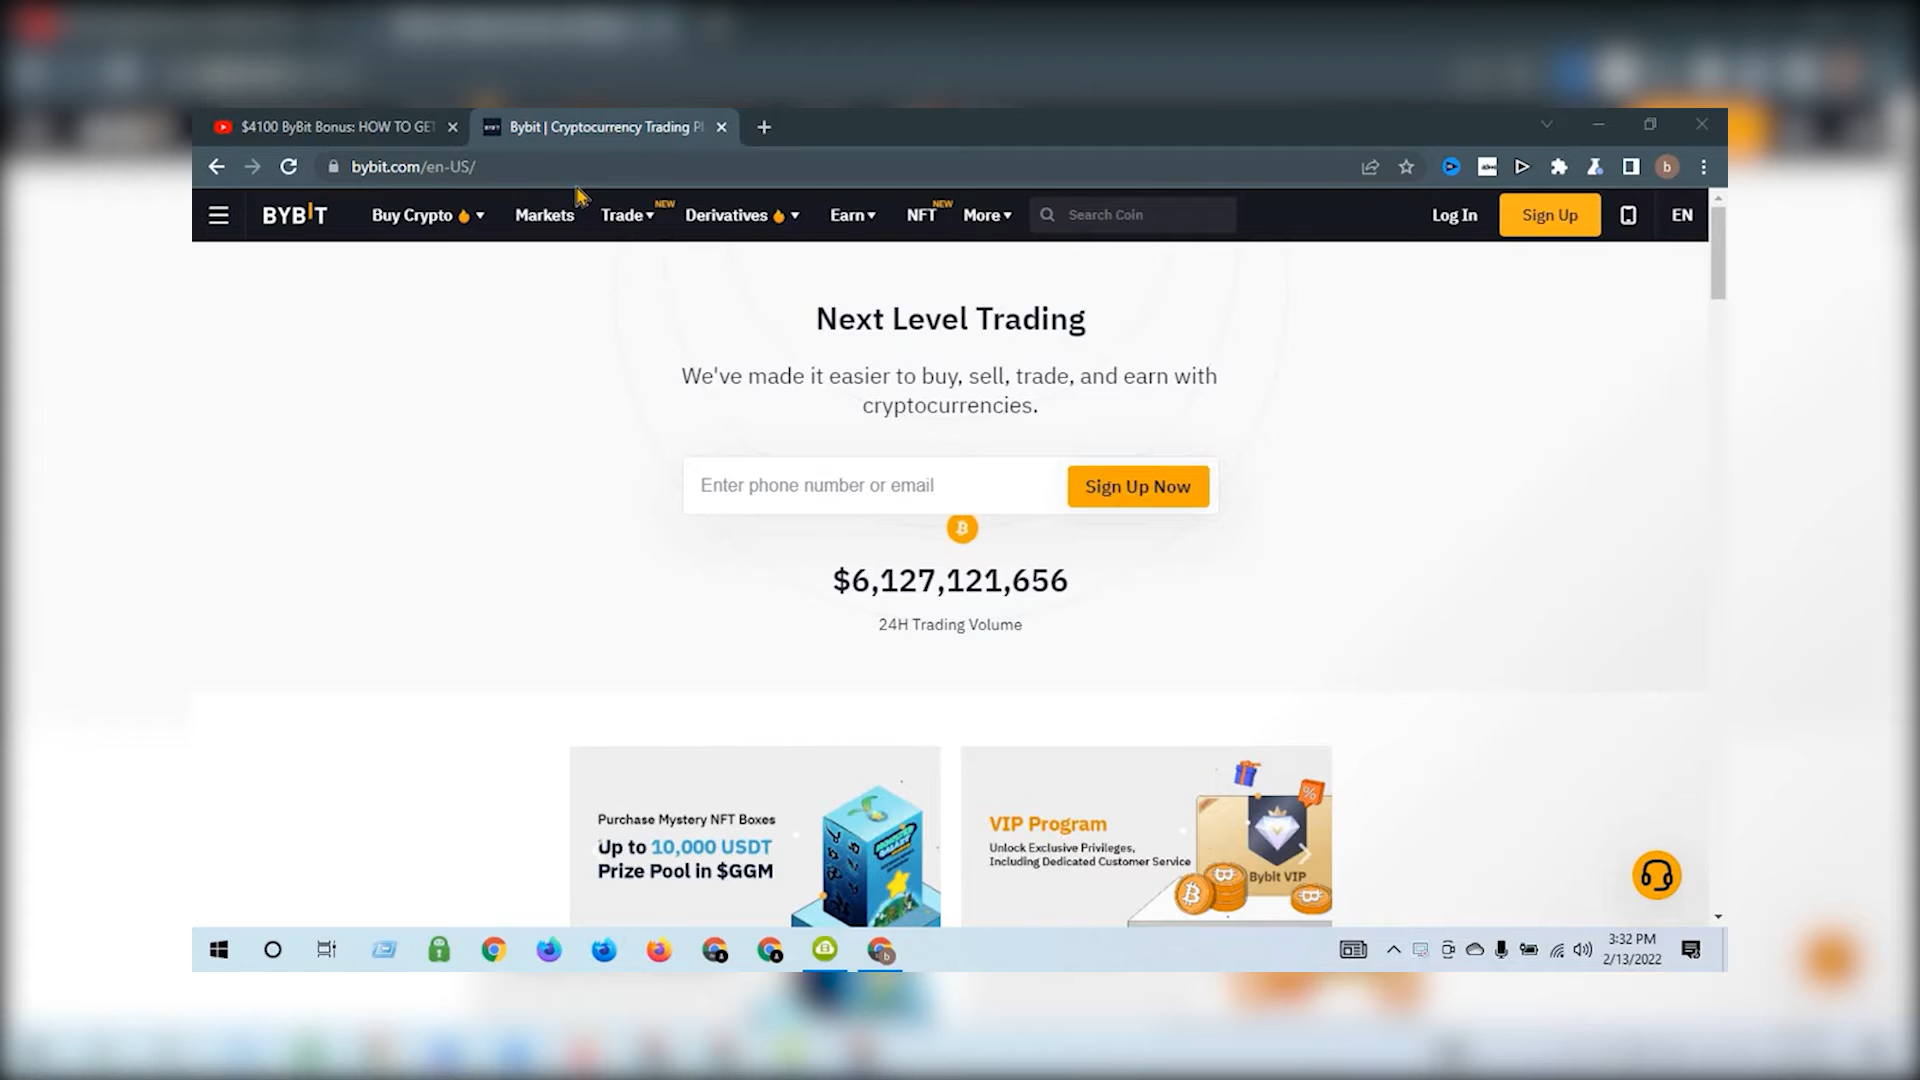 $4100 ByBit Bonus: HOW TO GET
Bybit | Cryptocurrency Trading Pl
bybit.com/en-US/
b
BYBIT
Buy Crypto
Markets
Trade
NEW
Derivatives
Earn
NFT
NEW
More
Search Coin
Log In
Sign Up
EN
Next Level Trading
We've made it easier to buy, sell, trade, and earn with
cryptocurrencies.
Enter phone number or email
Sign Up Now
$6,127,121,656
24H Trading Volume
Purchase Mystery NFT Boxes
Up to 10,000 USDT
Prize Pool in $GGM
VIP Program
Unlock Exclusive Privileges,
Including Dedicated Customer Service
Bybit VIP
3:32 PM
2/13/2022